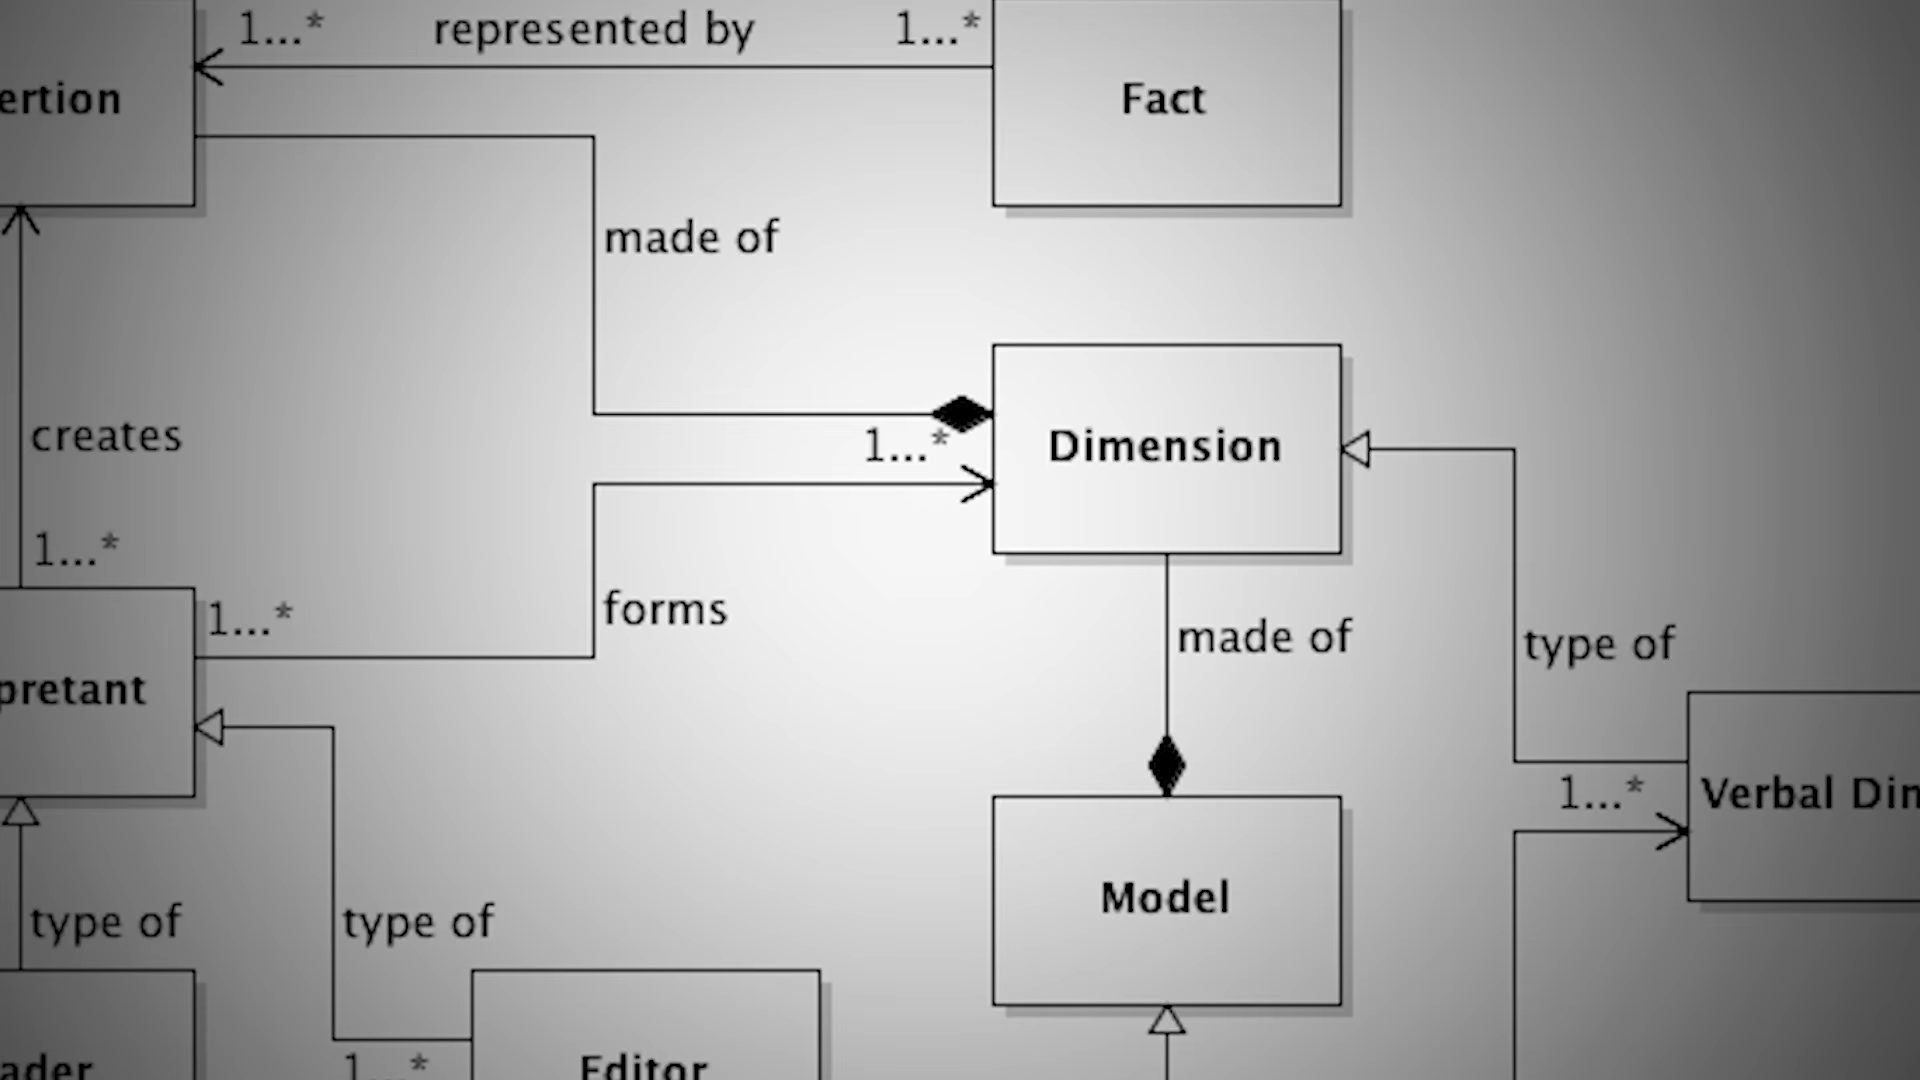 1...* represented by 1...*
ertion
Fact
made of
creates
1...*
Dimension
1...*
1...*
forms
made of
type of
pretant
1...*
Verbal Din
Model
type of
type of
ader
1...*
Editor